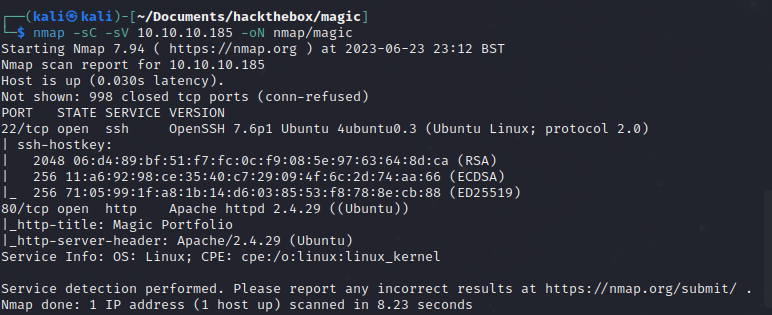 ┌──(kali㉿kali)-[~/Documents/hackthebox/magic]
└─$ nmap -sC -sV 10.10.10.185 -oN nmap/magic
Starting Nmap 7.94 ( https://nmap.org ) at 2023-06-23 23:12 BST
Nmap scan report for 10.10.10.185
Host is up (0.030s latency).
Not shown: 998 closed tcp ports (conn-refused)
PORT   STATE SERVICE VERSION
22/tcp open  ssh     OpenSSH 7.6p1 Ubuntu 4ubuntu0.3 (Ubuntu Linux; protocol 2.0)
| ssh-hostkey:
|   2048 06:d4:89:bf:51:f7:fc:0c:f9:08:5e:97:63:64:8d:ca (RSA)
|   256 11:a6:92:98:ce:35:40:c7:29:09:4f:6c:2d:74:aa:66 (ECDSA)
|_  256 71:05:99:1f:a8:1b:14:d6:03:85:53:f8:78:8e:cb:88 (ED25519)
80/tcp open  http    Apache httpd 2.4.29 ((Ubuntu))
|_http-title: Magic Portfolio
|_http-server-header: Apache/2.4.29 (Ubuntu)
Service Info: OS: Linux; CPE: cpe:/o:linux:linux_kernel

Service detection performed. Please report any incorrect results at https://nmap.org/submit/ .
Nmap done: 1 IP address (1 host up) scanned in 8.23 seconds